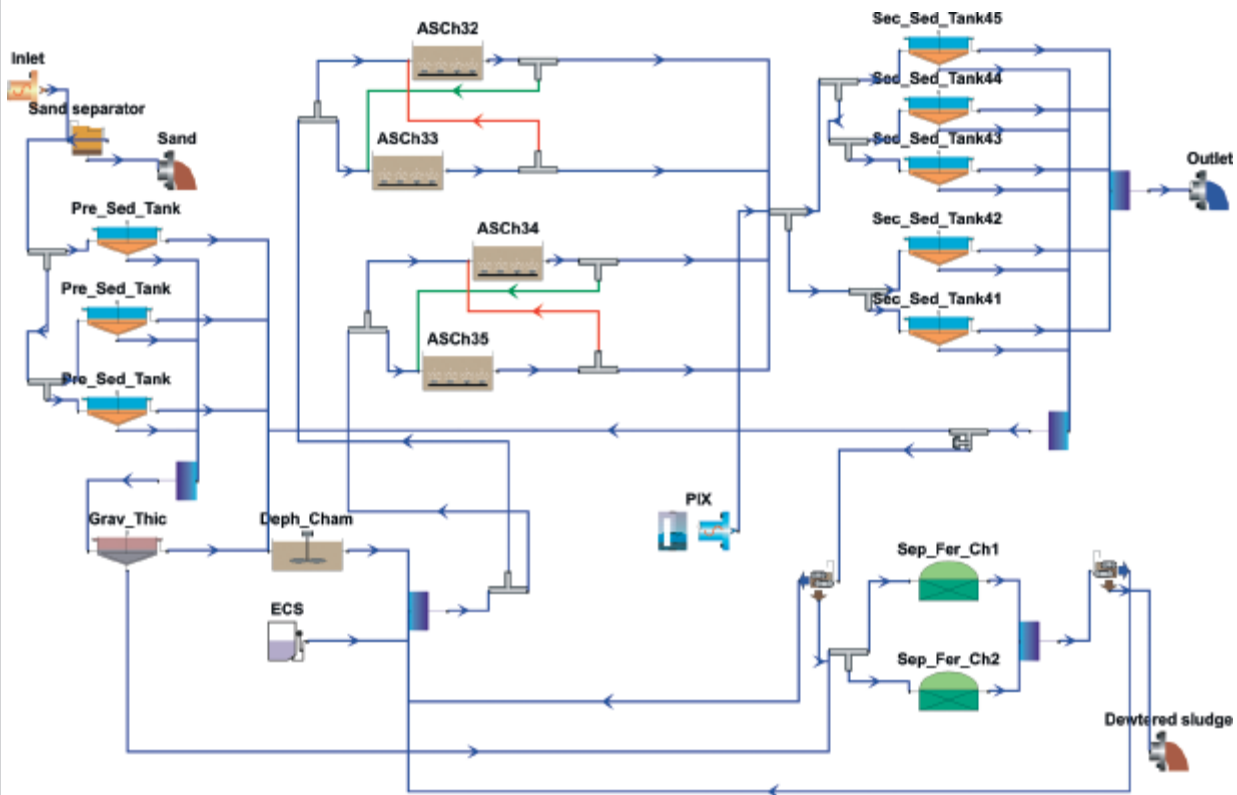 Inlet
Sand separator
Sand
Pre_Sed_Tank
Pre_Sed_Tank
Pre_Sed_Tank
Grav_Thic
Deph_Cham
ECS
ASCh32
ASCh33
ASCh34
ASCh35
PIX
Sec_Sed_Tank45
Sec_Sed_Tank44
Sec_Sed_Tank43
Sec_Sed_Tank42
Sec_Sed_Tank41
Outlet
Sep_Fer_Ch1
Sep_Fer_Ch2
Dewtered sludge